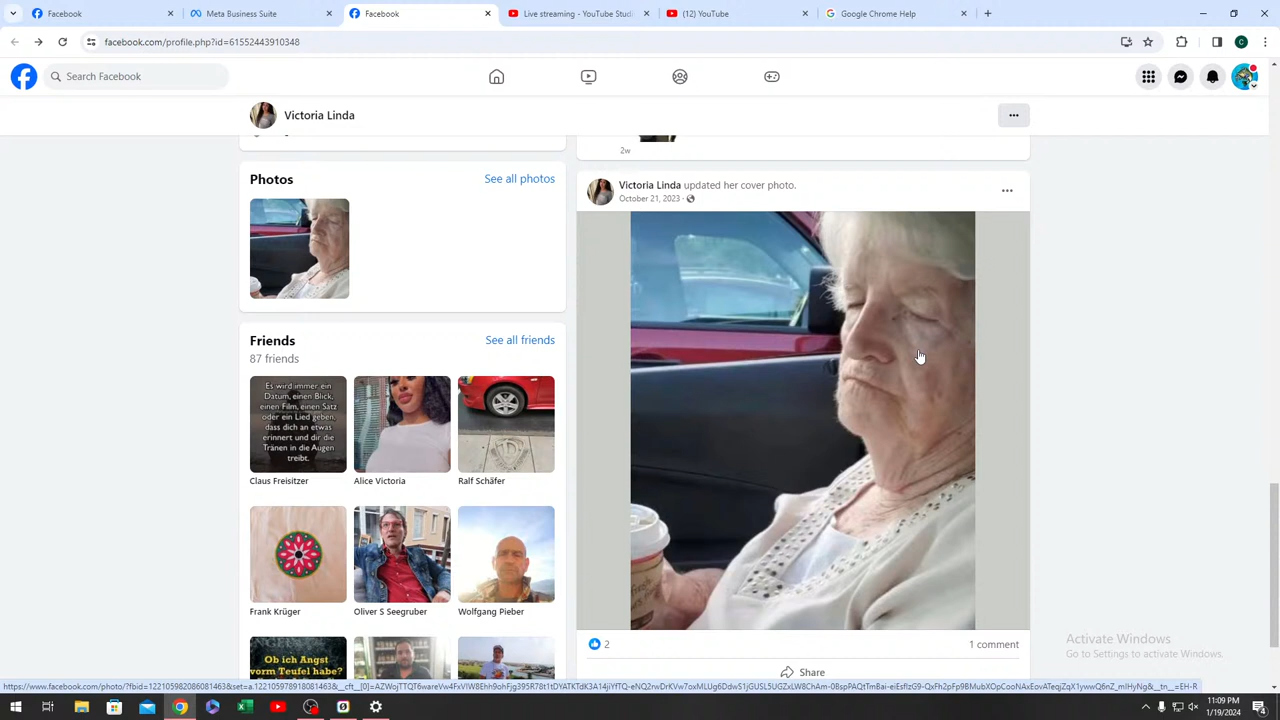 Facebook
Meta Business Suite
Facebook
Live streaming - YouTube Stud
(12) YouTube
Google Chrome Help
facebook.com/profile.php?id=61552443910348
C
Search Facebook
Victoria Linda
2w
Photos
See all photos
Victoria Linda updated her cover photo.
October 21, 2023
Friends
See all friends
87 friends
Es wird immer ein
Datum, einen Blick,
einen Film, einen Satz
oder ein Lied geben,
dass dich an etwas
erinnert und dir die
Tränen in die Augen
treibt.
Claus Freisitzer
Alice Victoria
Ralf Schäfer
Frank Krüger
Oliver S Seegruber
Wolfgang Pieber
Ob ich Angst
vorm Teufel habe?
2
1 comment
Share
Activate Windows
Go to Settings to activate Windows.
11:09 PM
1/19/2024
4